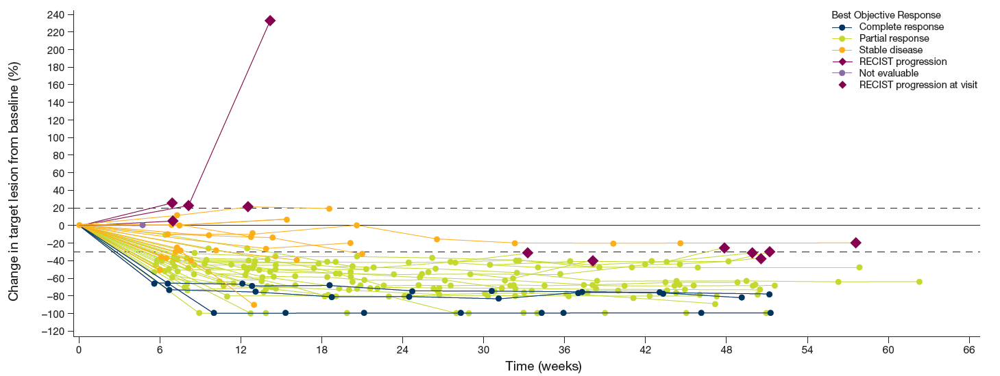 Change in target lesion from baseline (%)
240
220
200
180
160
140
120
100
80
60
40
20
0
−20
−40
−60
−80
−100
−120
Best Objective Response
Complete response
Partial response
Stable disease
RECIST progression
Not evaluable
RECIST progression at visit
0 6 12 18 24 30 36 42 48 54 60 66
Time (weeks)